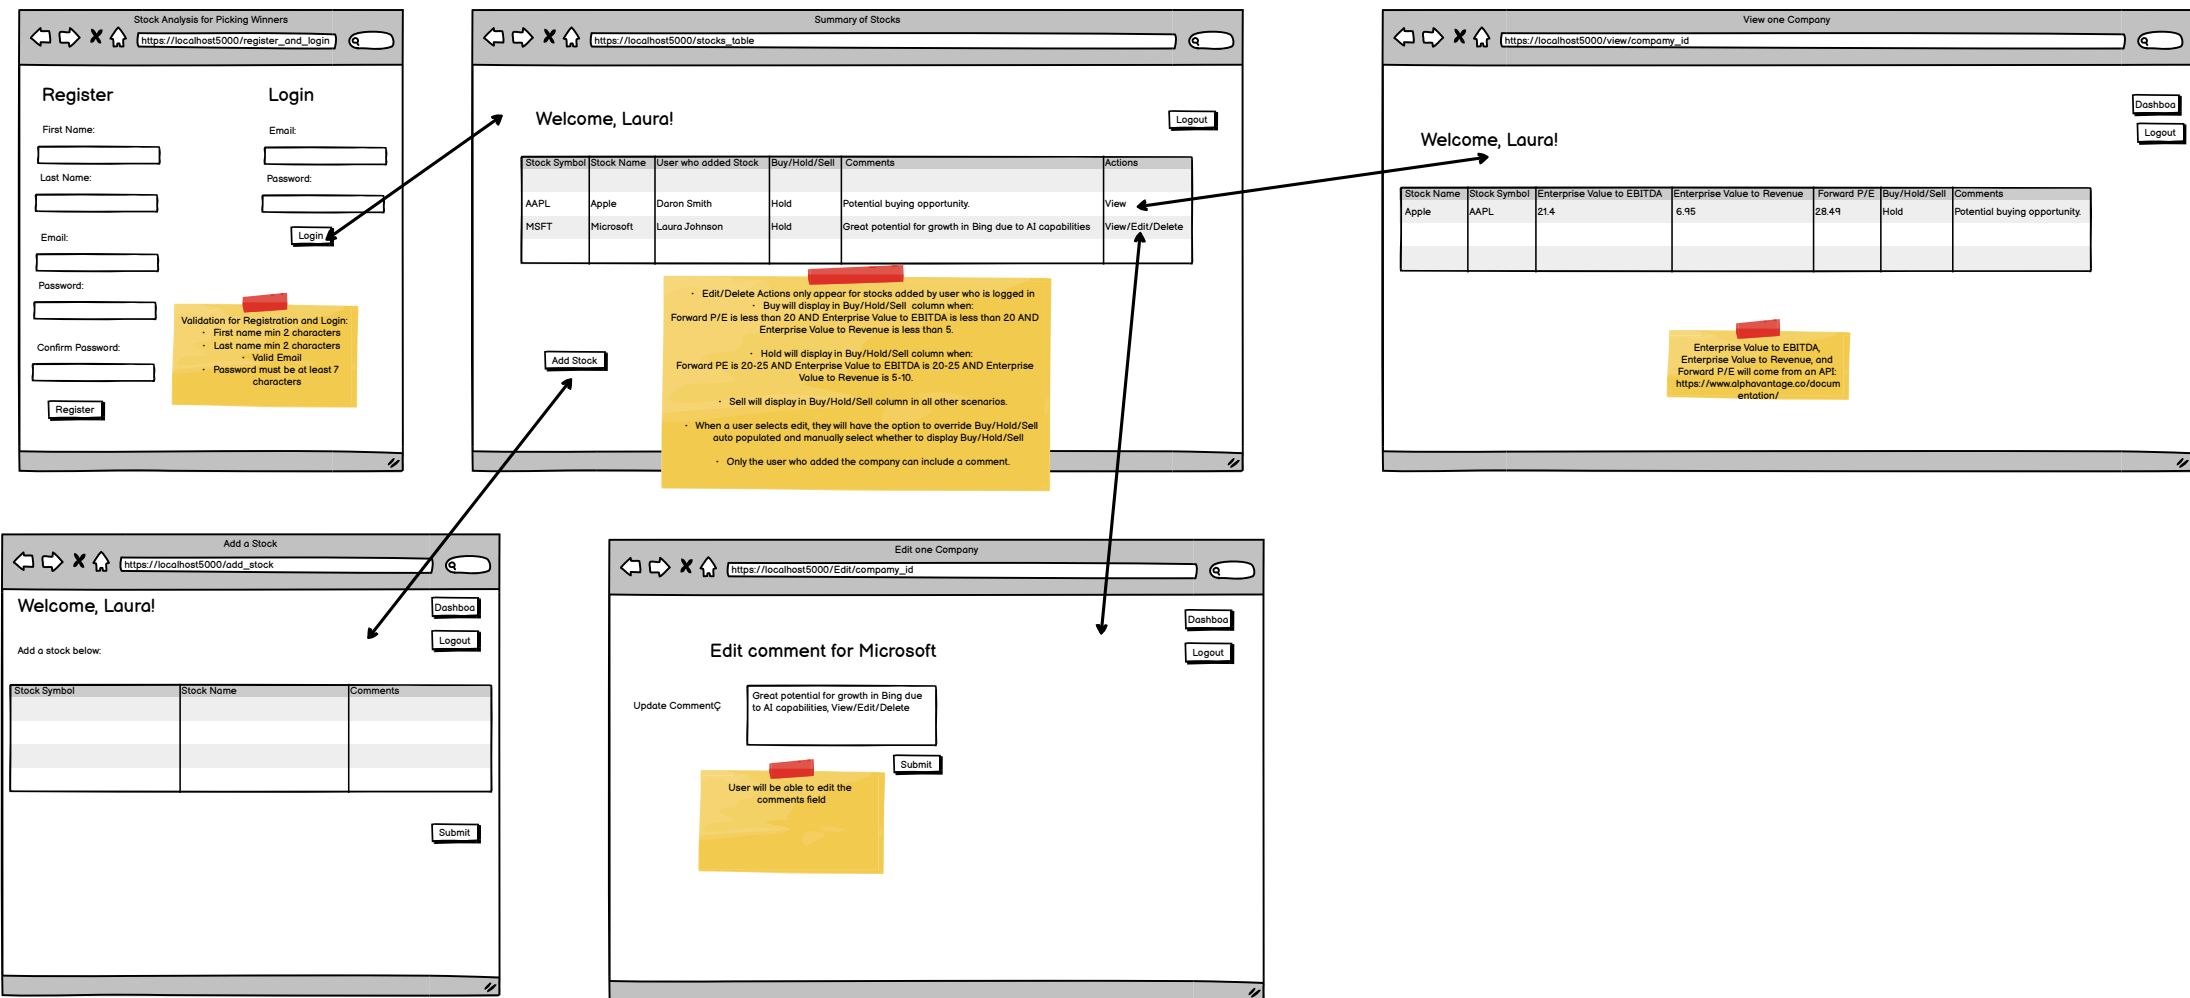 Stock Analysis for Picking Winners
https://localhost5000/register_and_login
Register
Login
First Name:
Email:
Last Name:
Password:
Email:
Login
Password:
Confirm Password:
Register
Validation for Registration and Login:
· First name min 2 characters
· Last name min 2 characters
· Valid Email
· Password must be at least 7
characters
Summary of Stocks
https://localhost5000/stocks_table
Welcome, Laura!
Logout
Stock Symbol Stock Name User who added Stock Buy/Hold/Sell Comments Actions
AAPL Apple Daron Smith Hold Potential buying opportunity. View
MSFT Microsoft Laura Johnson Hold Great potential for growth in Bing due to AI capabilities View/Edit/Delete
Add Stock
· Edit/Delete Actions only appear for stocks added by user who is logged in
· Buy will display in Buy/Hold/Sell column when:
Forward P/E is less than 20 AND Enterprise Value to EBITDA is less than 20 AND
Enterprise Value to Revenue is less than 5.
· Hold will display in Buy/Hold/Sell column when:
Forward PE is 20-25 AND Enterprise Value to EBITDA is 20-25 AND Enterprise
Value to Revenue is 5-10.
· Sell will display in Buy/Hold/Sell column in all other scenarios.
· When a user selects edit, they will have the option to override Buy/Hold/Sell
auto populated and manually select whether to display Buy/Hold/Sell
· Only the user who added the company can include a comment.
View one Company
https://localhost5000/view/compamy_id
Dashboa
Logout
Welcome, Laura!
Stock Name Stock Symbol Enterprise Value to EBITDA Enterprise Value to Revenue Forward P/E Buy/Hold/Sell Comments
Apple AAPL 21.4 6.95 28.49 Hold Potential buying opportunity.
Enterprise Value to EBITDA,
Enterprise Value to Revenue, and
Forward P/E will come from an API:
https://www.alphavantage.co/docum
entation/
Add a Stock
https://localhost5000/add_stock
Welcome, Laura!
Dashboa
Logout
Add a stock below:
Stock Symbol Stock Name Comments
Submit
Edit one Company
https://localhost5000/Edit/compamy_id
Dashboa
Logout
Edit comment for Microsoft
Update CommentÇ
Great potential for growth in Bing due
to AI capabilities, View/Edit/Delete
Submit
User will be able to edit the
comments field